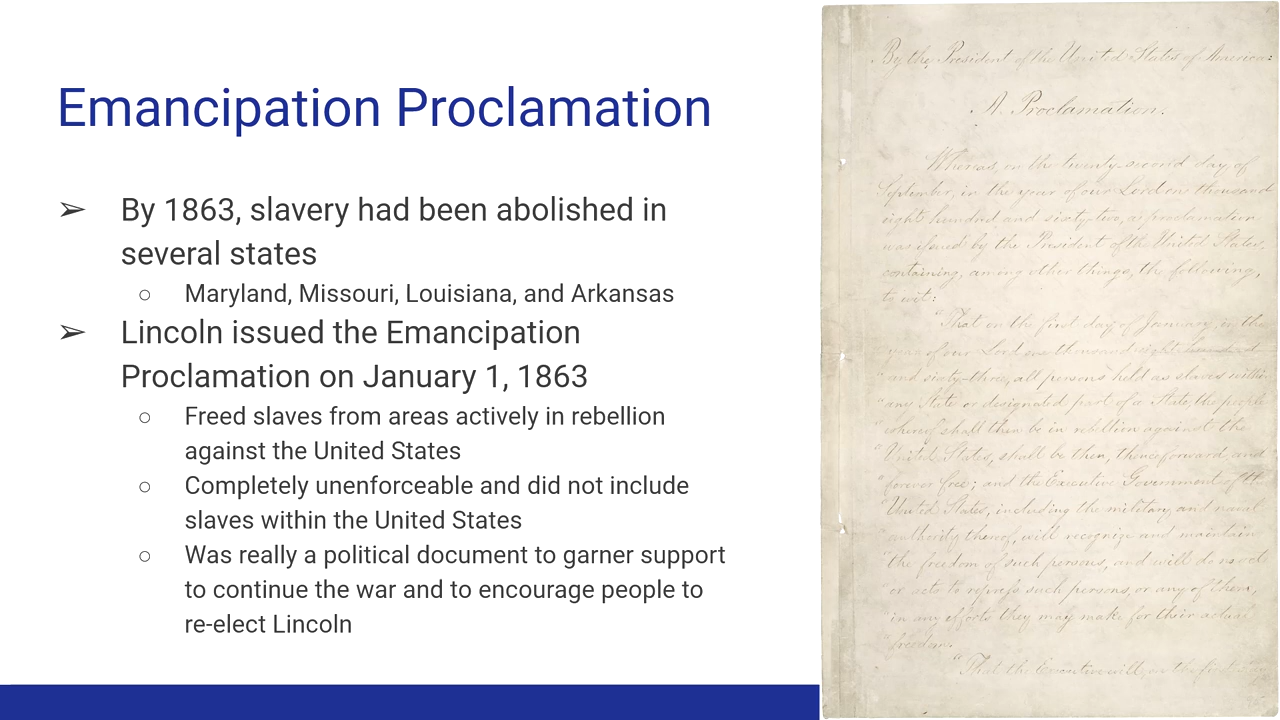 Emancipation Proclamation
➢ By 1863, slavery had been abolished in
several states
○ Maryland, Missouri, Louisiana, and Arkansas
➢ Lincoln issued the Emancipation
Proclamation on January 1, 1863
○ Freed slaves from areas actively in rebellion
against the United States
○ Completely unenforceable and did not include
slaves within the United States
○ Was really a political document to garner support
to continue the war and to encourage people to
re-elect Lincoln
By the President of the United States of America:
A Proclamation.
Whereas, on the twenty-second day of
September, in the year of our Lord one thousand
eight hundred and sixty-two, a proclamation
was issued by the President of the United States,
containing, among other things, the following,
to wit:
"That on the first day of January, in the
"year of our Lord one thousand eight hundred
"and sixty-three, all persons held as slaves within
"any State or designated part of a State, the people
"whereof shall then be in rebellion against the
"United States, shall be then, thenceforward, and
"forever free; and the Executive Government of the
"United States, including the military and naval
"authority thereof, will recognize and maintain
"the freedom of such persons, and will do no act
"or acts to repress such persons, or any of them,
"in any efforts they may make for their actual
"freedom.
"That the Executive will, on the first